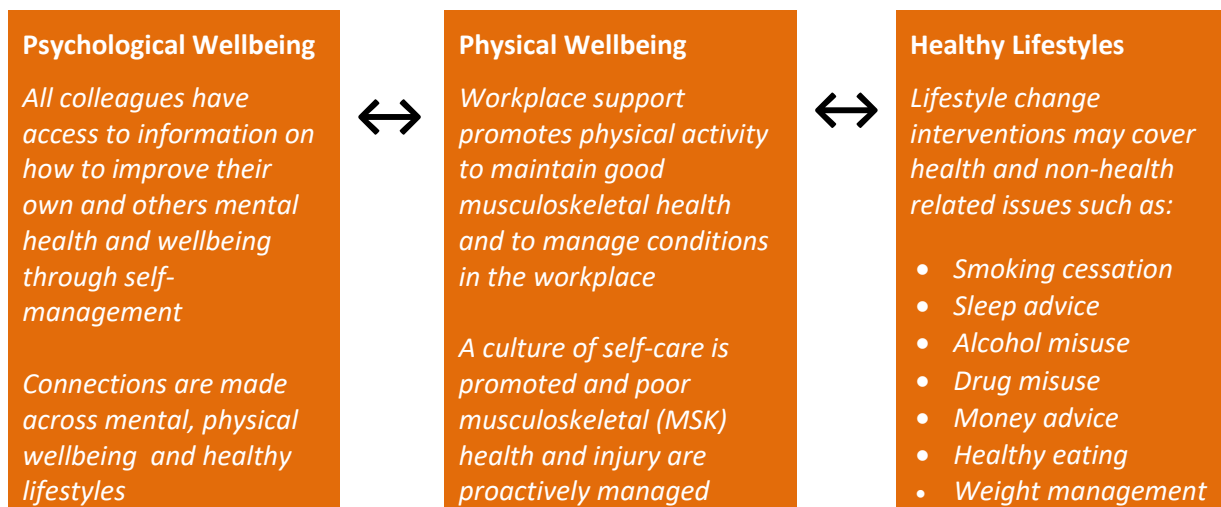 Psychological Wellbeing
All colleagues have
access to information on
how to improve their
own and others mental
health and wellbeing
through self-
management
Connections are made
across mental, physical
wellbeing  and healthy
lifestyles
Physical Wellbeing
Workplace support
promotes physical activity
to maintain good
musculoskeletal health
and to manage conditions
in the workplace
A culture of self-care is
promoted and poor
musculoskeletal (MSK)
health and injury are
proactively managed
Healthy Lifestyles
Lifestyle change
interventions may cover
health and non-health
related issues such as:
• Smoking cessation
• Sleep advice
• Alcohol misuse
• Drug misuse
• Money advice
• Healthy eating
• Weight management